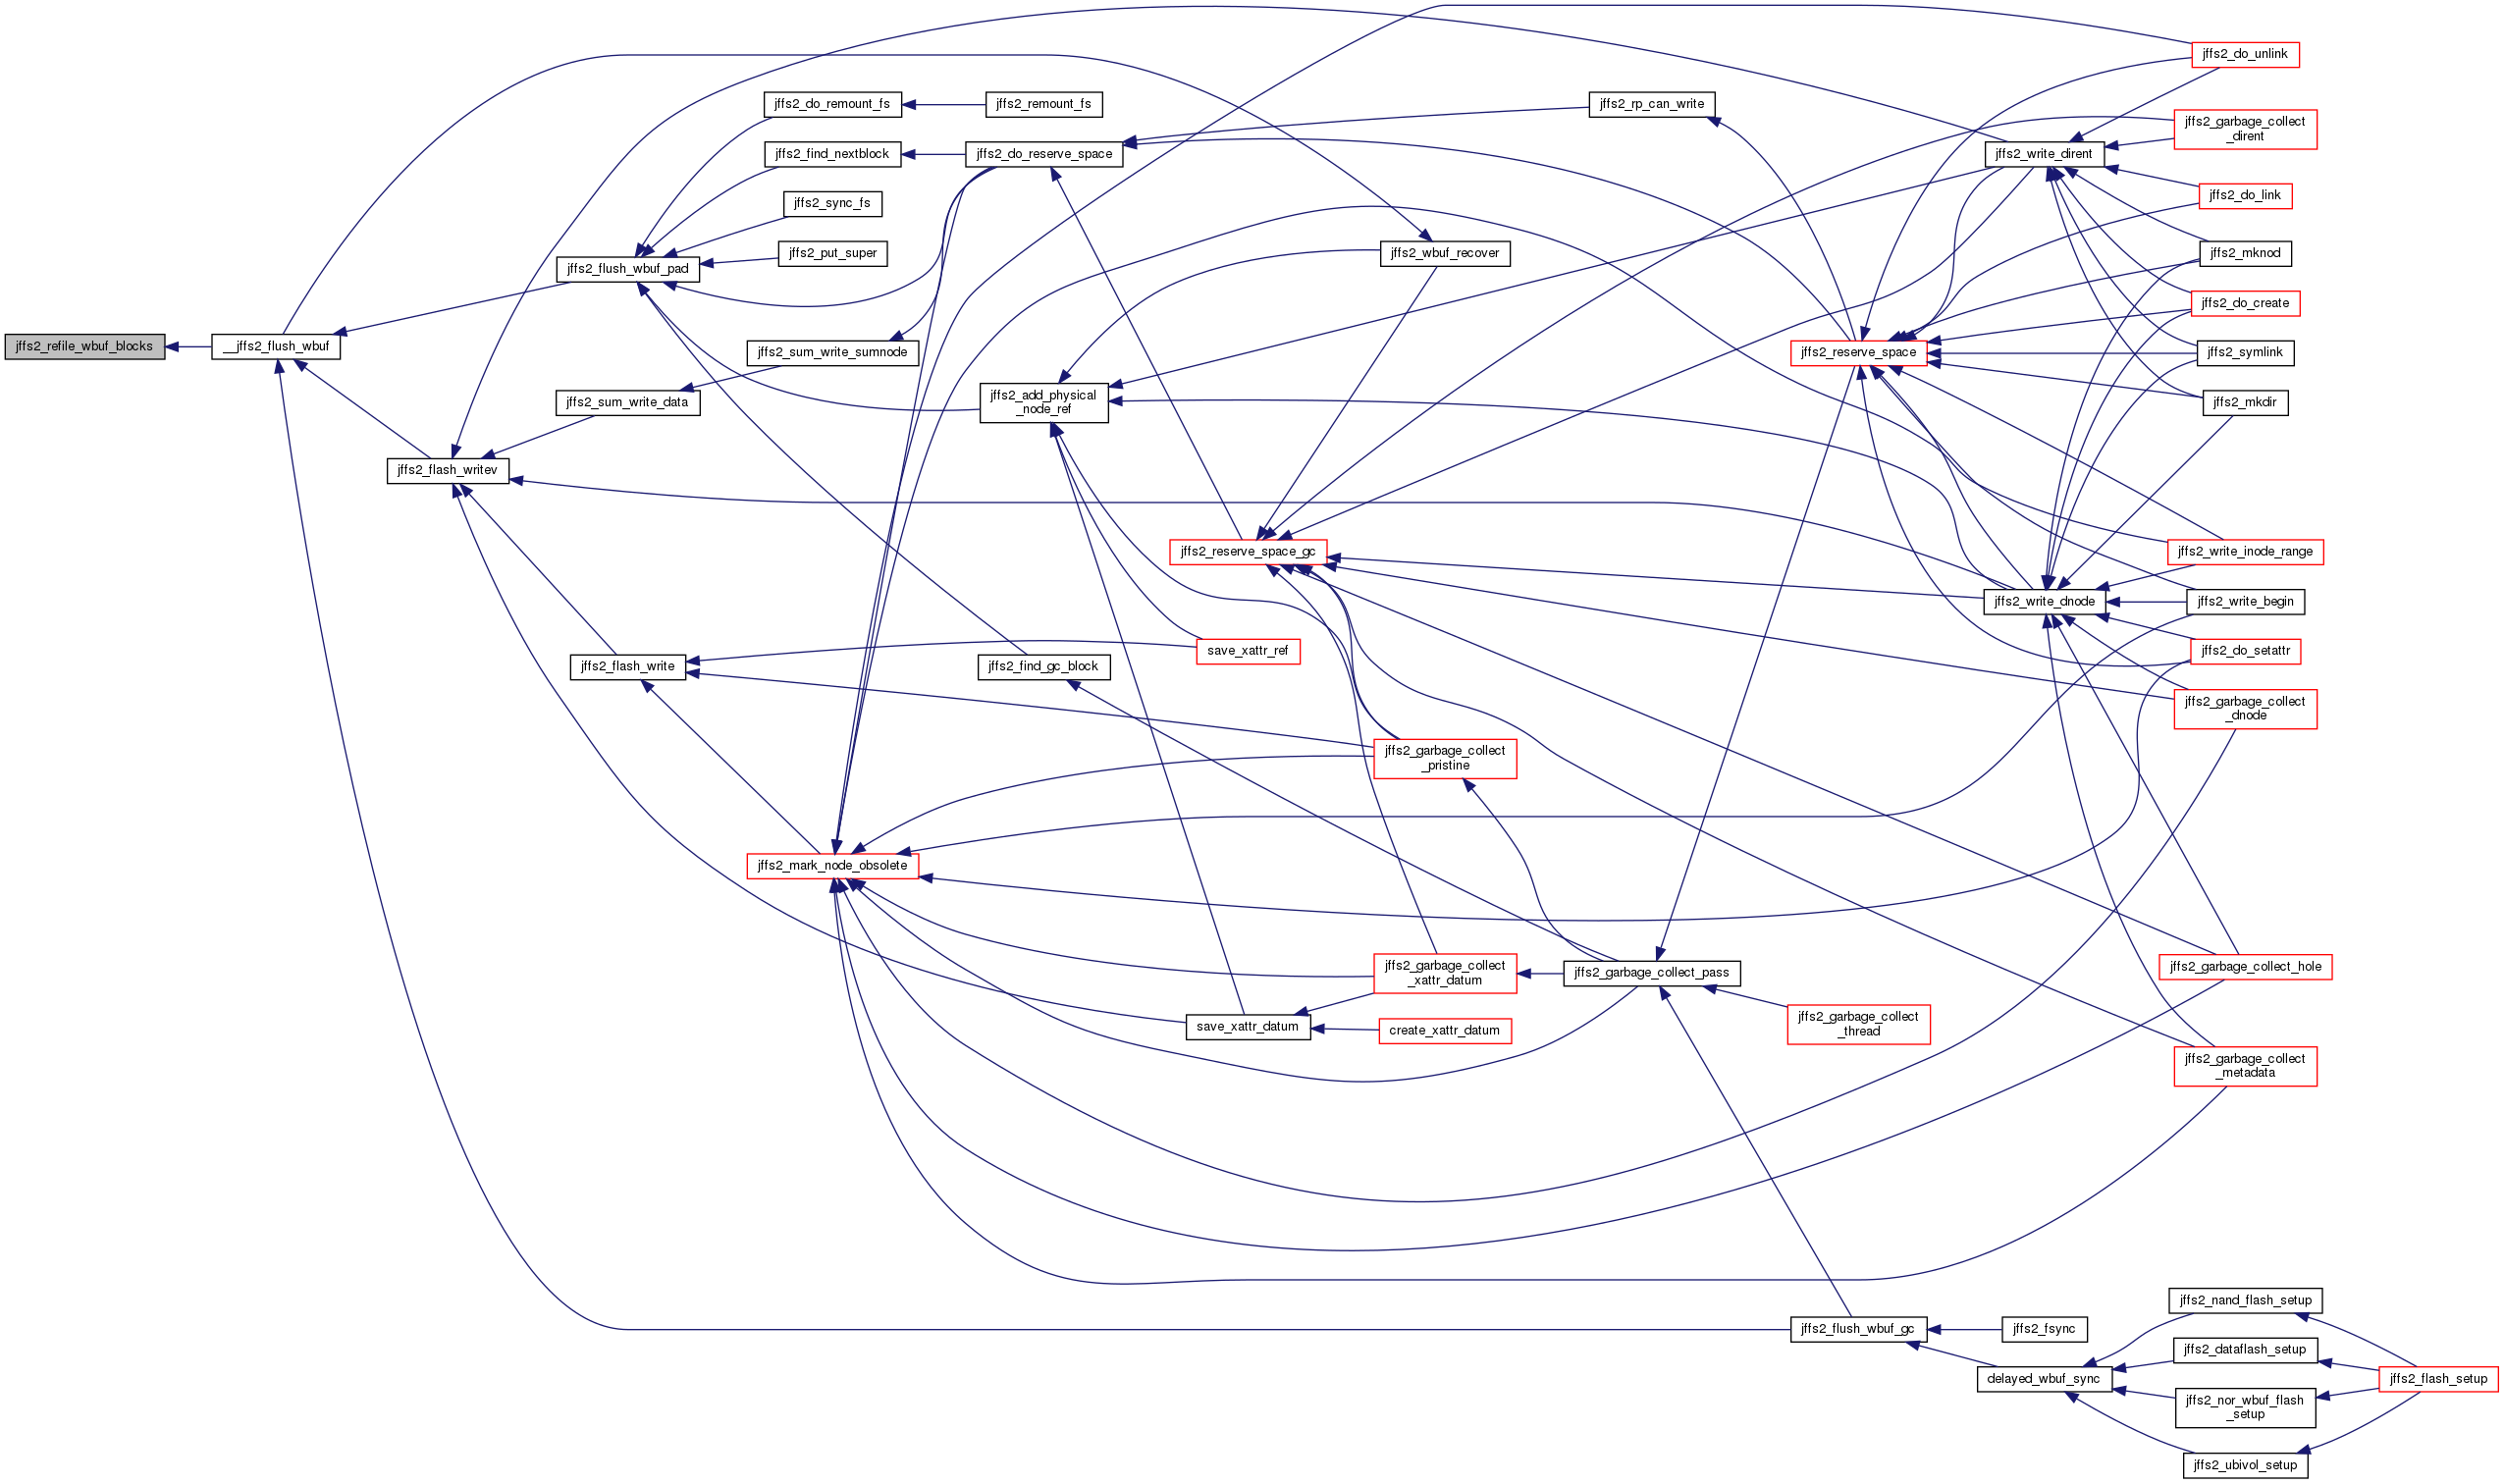 jffs2_refile_wbuf_blocks
__jffs2_flush_wbuf
jffs2_flash_writev
jffs2_flush_wbuf_pad
jffs2_sum_write_data
jffs2_flash_write
jffs2_do_remount_fs
jffs2_find_nextblock
jffs2_sync_fs
jffs2_put_super
jffs2_sum_write_sumnode
jffs2_mark_node_obsolete
jffs2_remount_fs
jffs2_do_reserve_space
jffs2_add_physical
_node_ref
jffs2_find_gc_block
jffs2_reserve_space_gc
save_xattr_ref
save_xattr_datum
jffs2_wbuf_recover
jffs2_garbage_collect
_pristine
jffs2_garbage_collect
_xattr_datum
create_xattr_datum
jffs2_rp_can_write
jffs2_garbage_collect_pass
jffs2_reserve_space
jffs2_garbage_collect
_thread
jffs2_flush_wbuf_gc
jffs2_write_dirent
jffs2_write_dnode
jffs2_fsync
delayed_wbuf_sync
jffs2_do_unlink
jffs2_garbage_collect
_dirent
jffs2_do_link
jffs2_mknod
jffs2_do_create
jffs2_symlink
jffs2_mkdir
jffs2_write_inode_range
jffs2_write_begin
jffs2_do_setattr
jffs2_garbage_collect
_dnode
jffs2_garbage_collect_hole
jffs2_garbage_collect
_metadata
jffs2_nand_flash_setup
jffs2_dataflash_setup
jffs2_nor_wbuf_flash
_setup
jffs2_ubivol_setup
jffs2_flash_setup